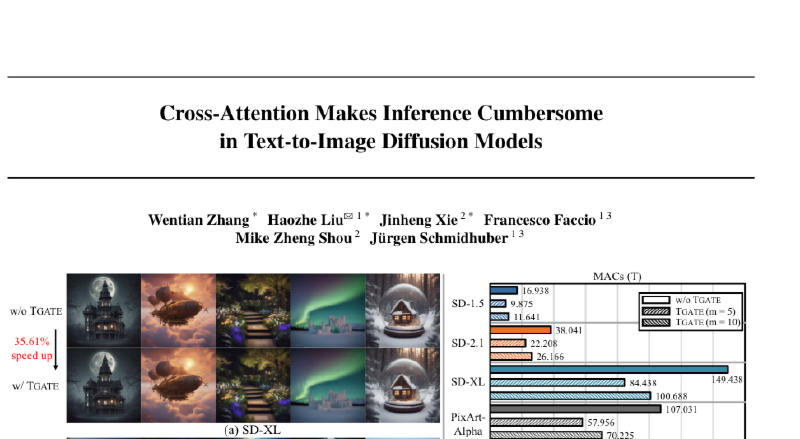 Cross-Attention Makes Inference Cumbersome
in Text-to-Image Diffusion Models
Wentian Zhang * Haozhe Liu✉ 1 * Jinheng Xie 2 * Francesco Faccio 1 3
Mike Zheng Shou 2 Jürgen Schmidhuber 1 3
w/o TGATE
35.61%
speed up
w/ TGATE
(a) SD-XL
MACs (T)
w/o TGATE
TGATE (m = 5)
TGATE (m = 10)
SD-1.5
16.938
9.875
11.641
SD-2.1
38.041
22.208
26.166
SD-XL
149.438
84.438
100.688
PixArt-
Alpha
107.031
57.956
70.225